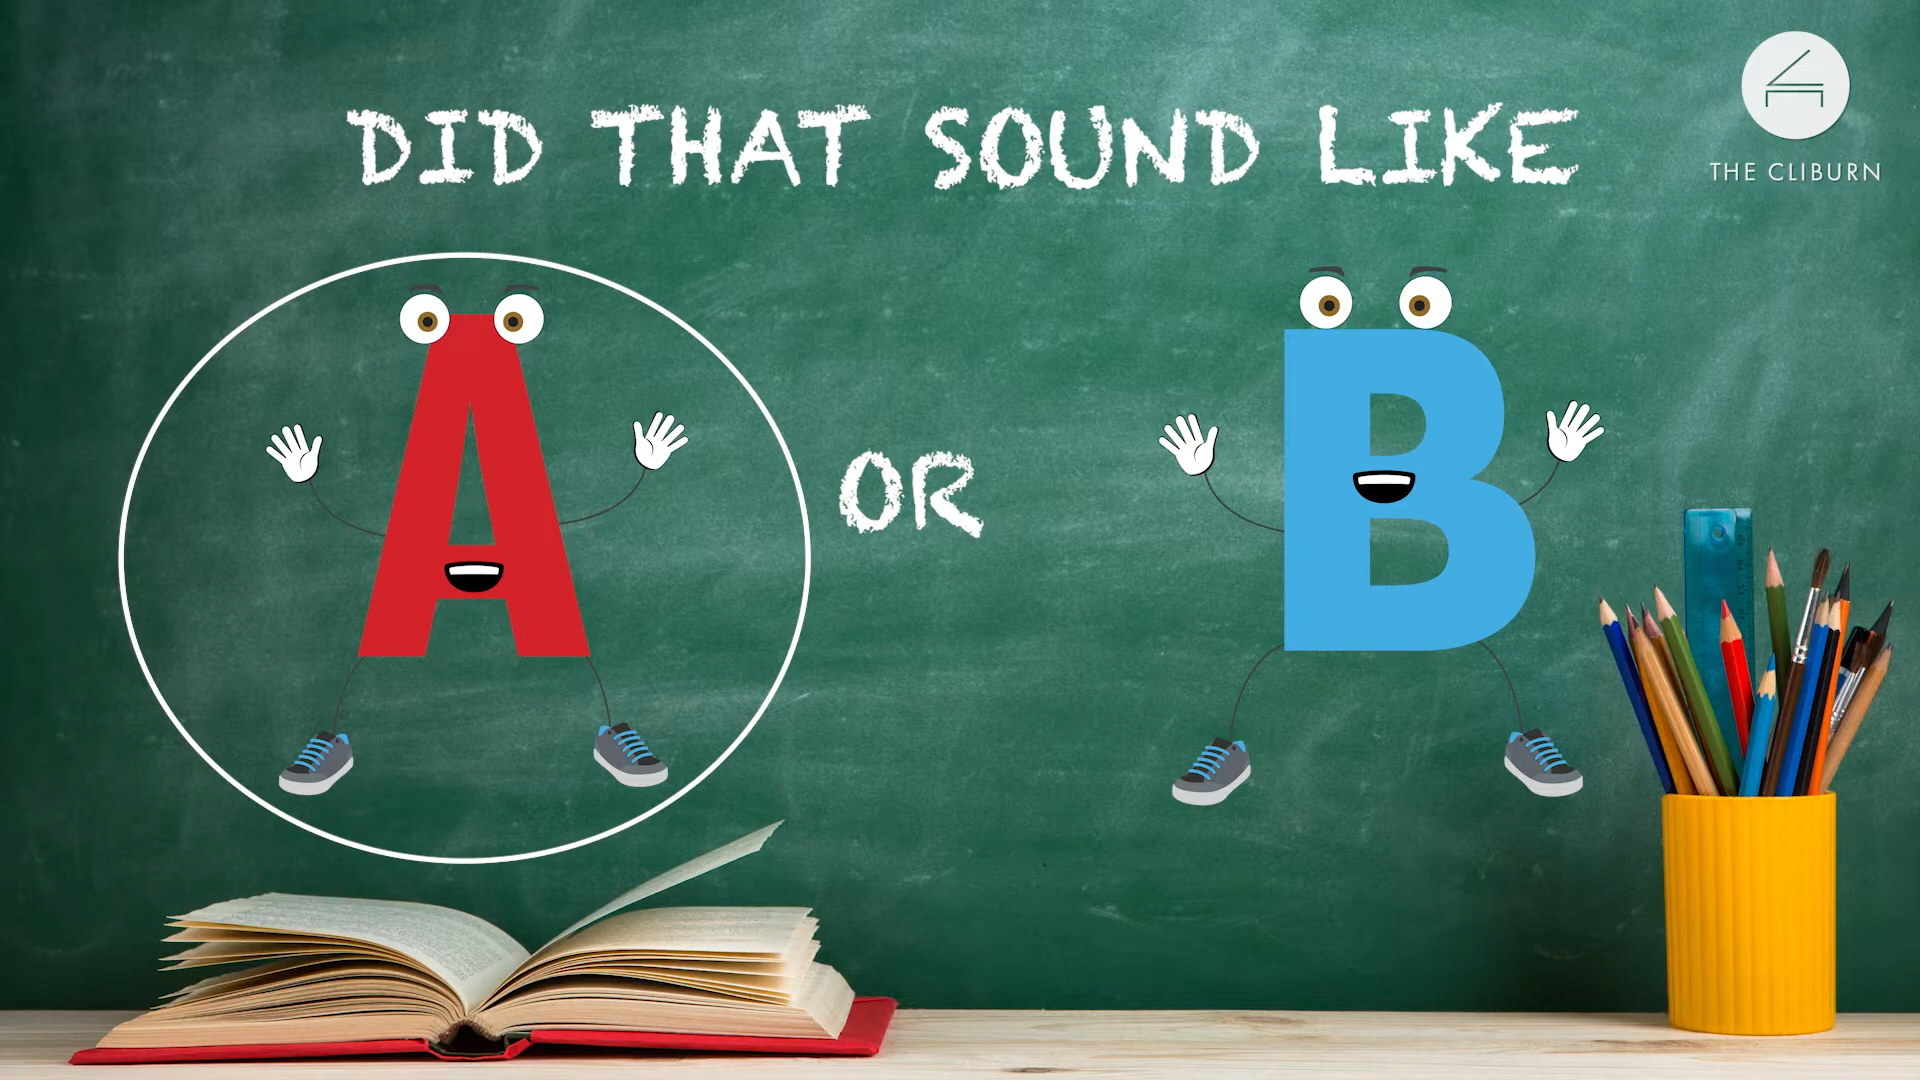 DID THAT SOUND LIKE
THE CLIBURN
A
OR
B